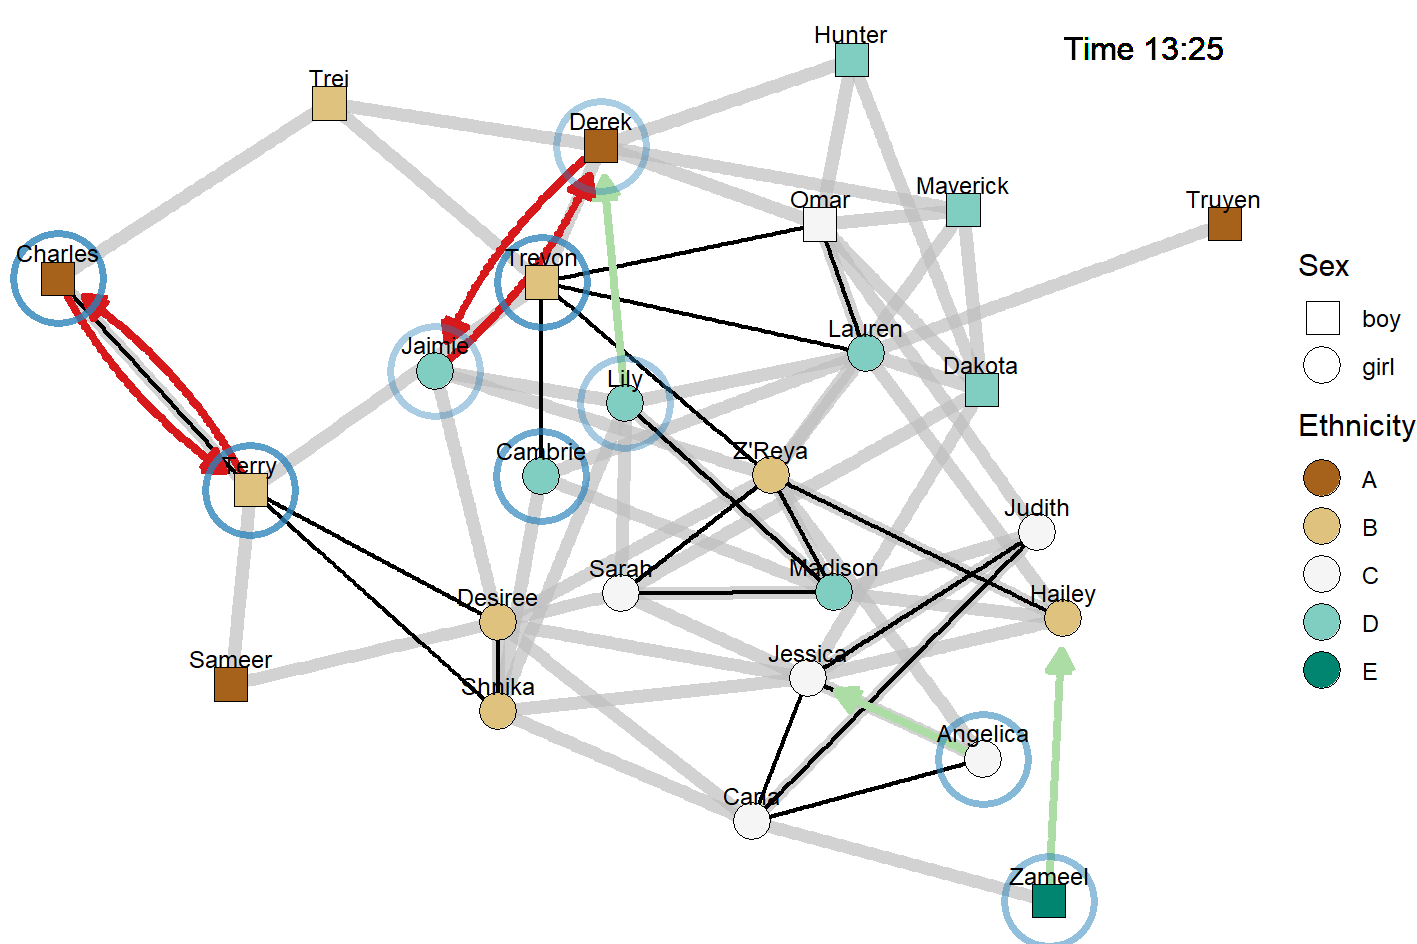 Hunter
Time 13:25
Trei
Derek
Maverick
Omar
Truyen
Charles
Trevon
Sex
boy
Lauren
Jaimie
girl
Dakota
Lily
Ethnicity
Cambrie
Z'Reya
Terry
A
Judith
B
Sarah
Madison
C
Desiree
Hailey
D
Sameer
Jessica
E
Shnika
Angelica
Zameel